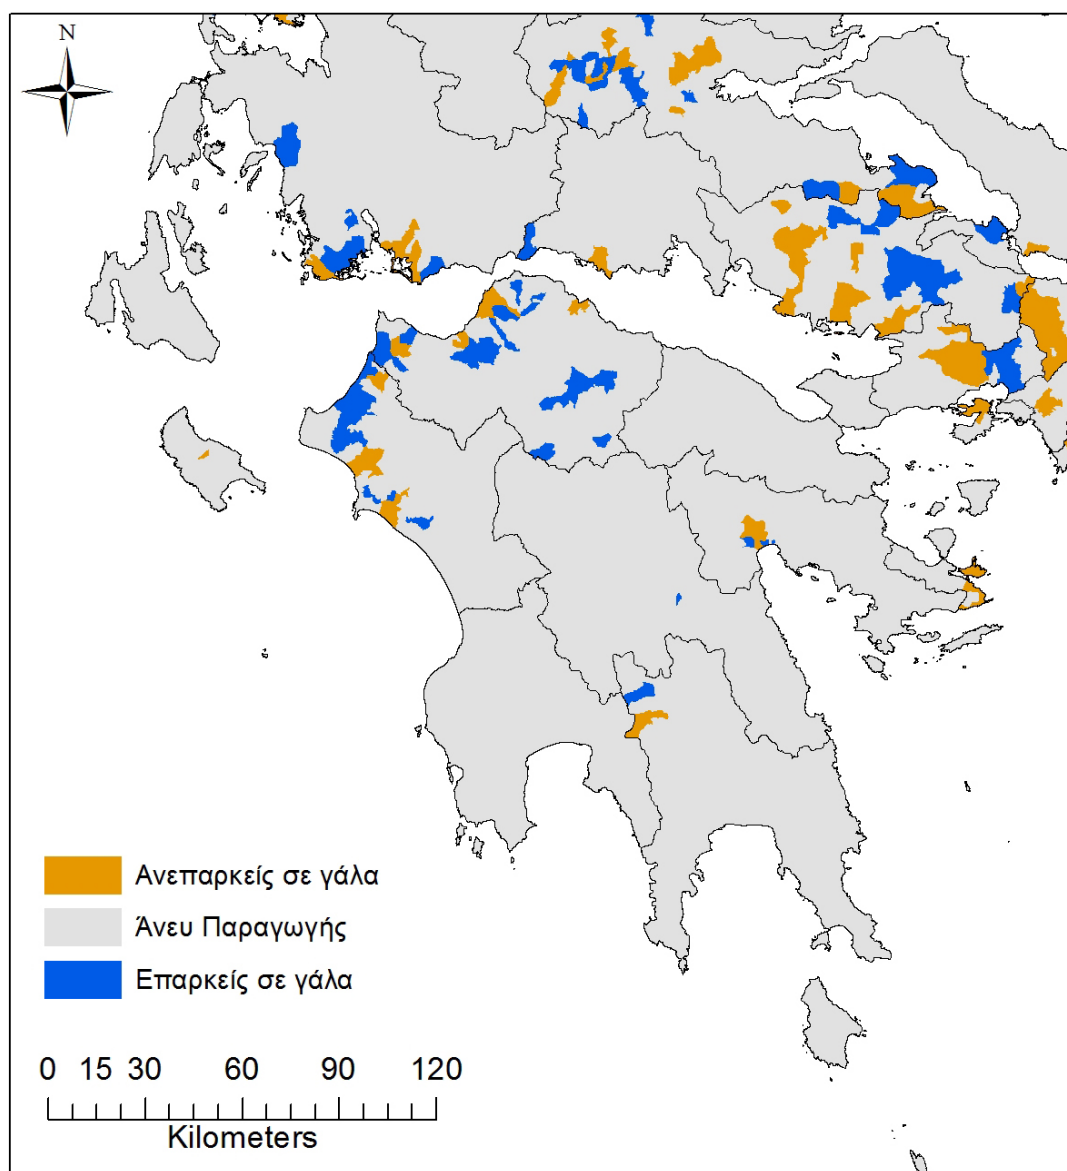 N
Ανεπαρκείς σε γάλα
Άνευ Παραγωγής
Επαρκείς σε γάλα
0 15 30 60 90 120
Kilometers